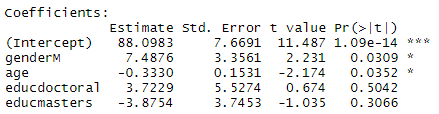 Coefficients:
Estimate Std. Error t value Pr(>|t|)
(Intercept) 88.0983 7.6691 11.487 1.09e-14 ***
genderM 7.4876 3.3561 2.231 0.0309 *
age -0.3330 0.1531 -2.174 0.0352 *
educdoctoral 3.7229 5.5274 0.674 0.5042
educmasters -3.8754 3.7453 -1.035 0.3066